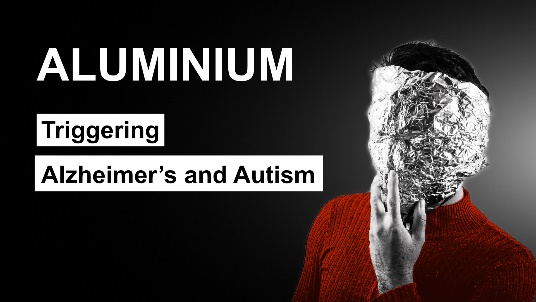 ALUMINIUM
Triggering
Alzheimer's and Autism